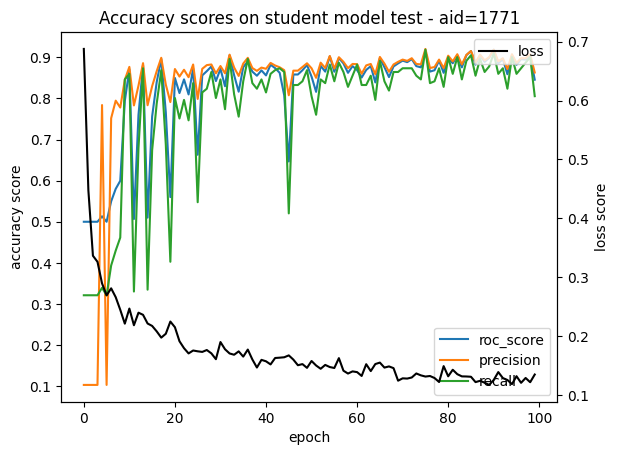 Accuracy scores on student model test - aid=1771
accuracy score
0.9
0.8
0.7
0.6
0.5
0.4
0.3
0.2
0.1
0.7
0.6
0.5
0.4
0.3
0.2
0.1
loss score
loss
roc_score
precision
recall
0
20
40
60
80
100
epoch